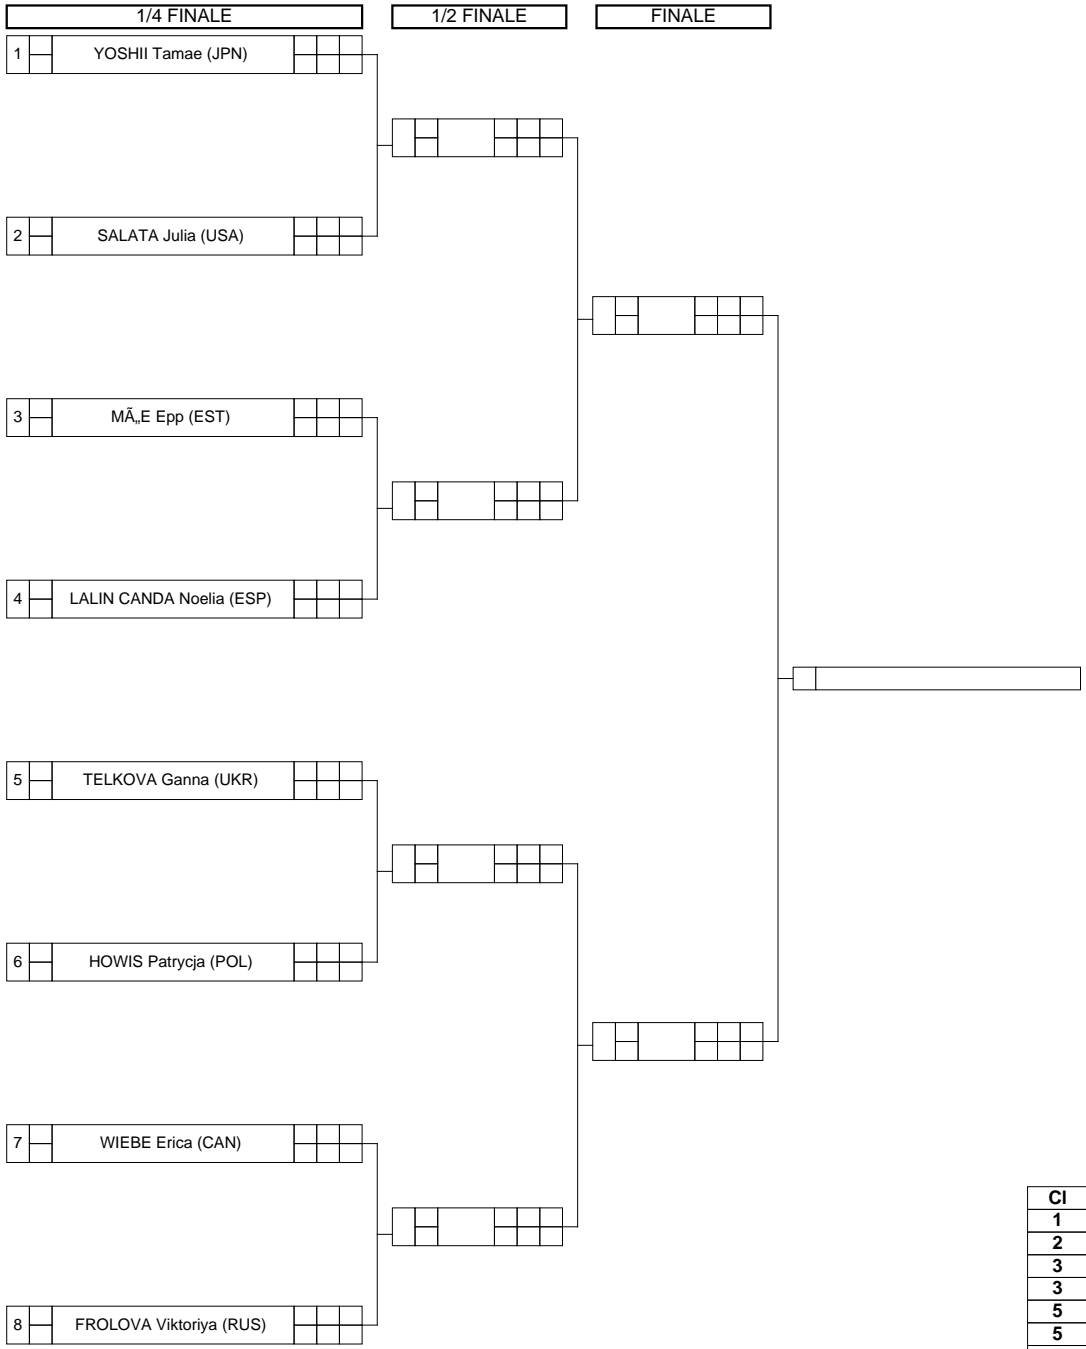 1/4 FINALE 1/2 FINALE FINALE
1 YOSHII Tamae (JPN)
2 SALATA Julia (USA)
3 MÃ„E Epp (EST)
4 LALIN CANDA Noelia (ESP)
5 TELKOVA Ganna (UKR)
6 HOWIS Patrycja (POL)
7 WIEBE Erica (CAN)
8 FROLOVA Viktoriya (RUS)
Cl
1
2
3
3
5
5